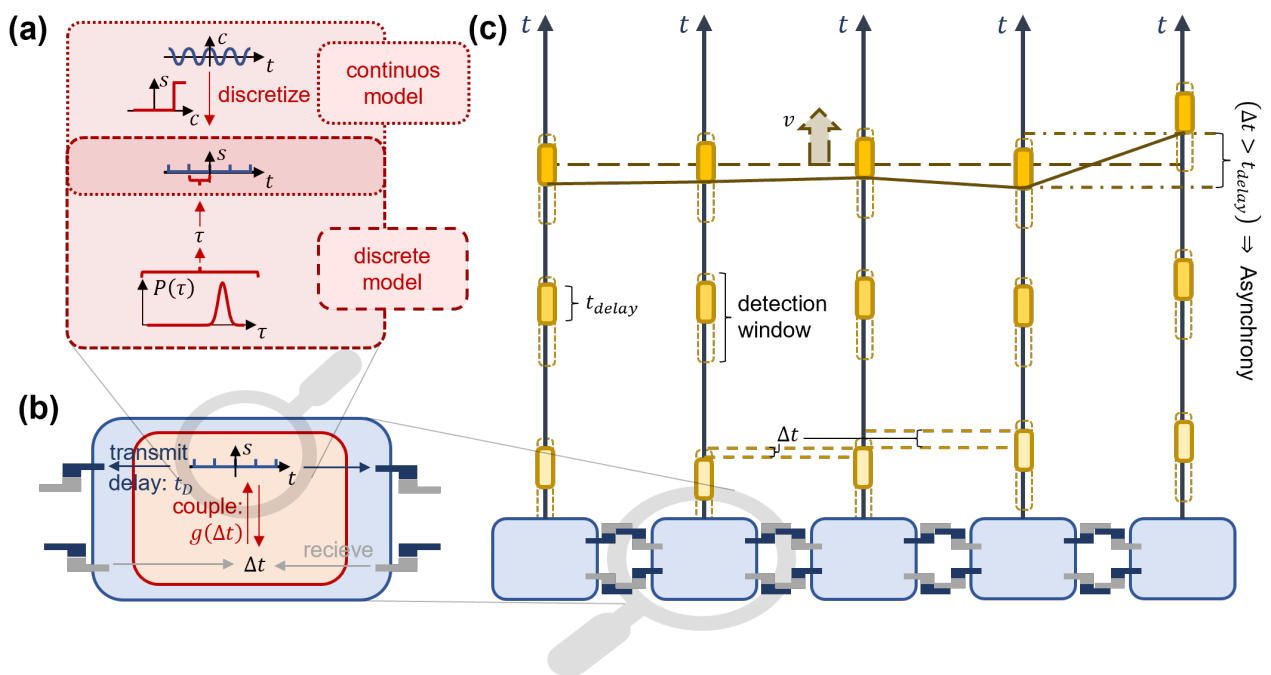 (a)
c
t
S
c
discretize
continuos
model
S
t
τ
discrete
model
P(τ)
τ
(b)
transmit
delay: t_D
S
t
couple:
g(Δt)
Δt
recieve
(c)
t
t
t
t
t
v
(Δt > t_delay) ⇒ Asynchrony
t_delay
detection
window
Δt